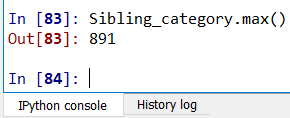 In [83]: Sibling_category.max()
Out[83]: 891
In [84]:
IPython console History log